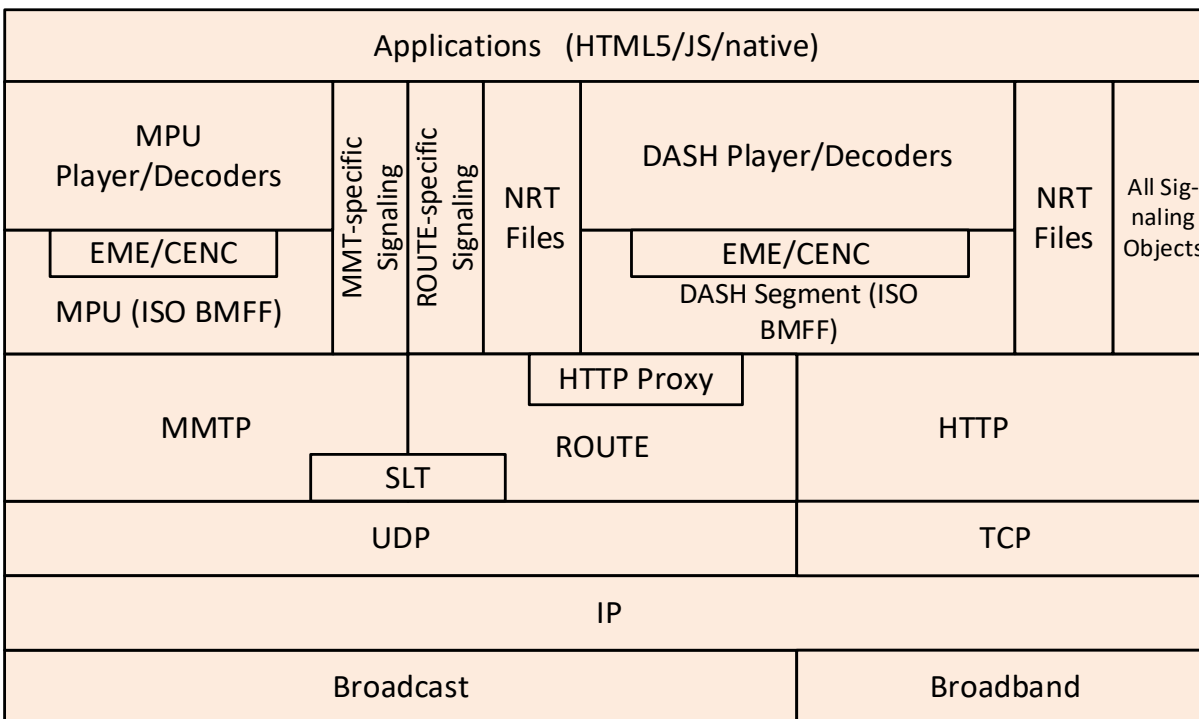 Applications (HTML5/JS/native)
MPU
Player/Decoders
MMT-specific
Signaling
ROUTE-specific
Signaling
NRT
Files
DASH Player/Decoders
NRT
Files
All Sig-
naling
Objects
EME/CENC
MPU (ISO BMFF)
EME/CENC
DASH Segment (ISO
BMFF)
MMTP
HTTP Proxy
ROUTE
HTTP
SLT
UDP
TCP
IP
Broadcast
Broadband